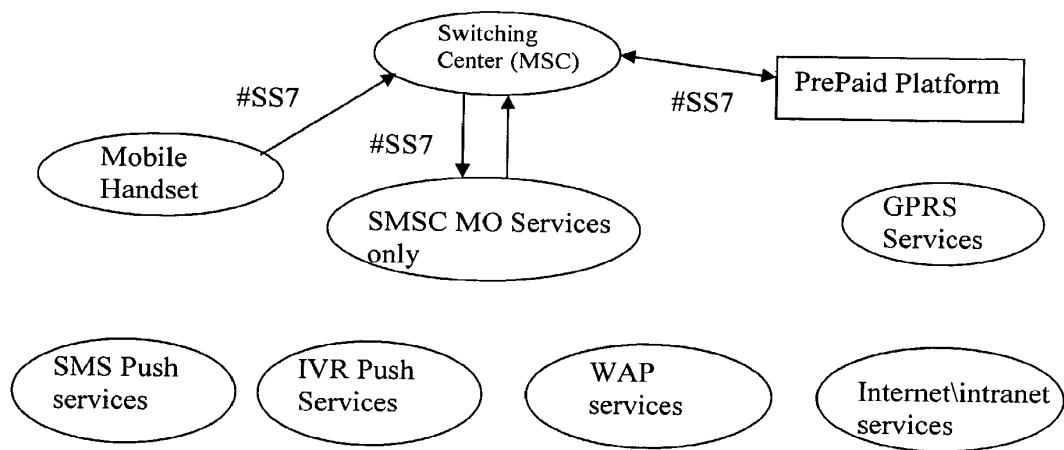 Switching
Center (MSC)
PrePaid Platform
#SS7
#SS7
#SS7
Mobile
Handset
SMSC MO Services
only
GPRS
Services
SMS Push
services
IVR Push
Services
WAP
services
Internet\intranet
services